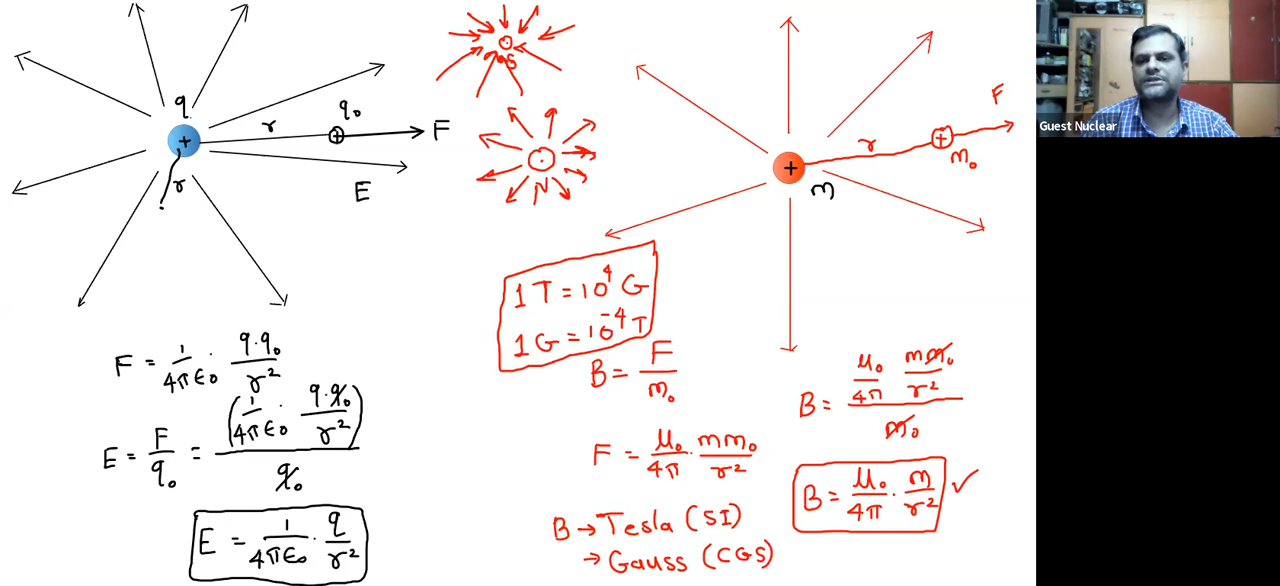 q
r
q₀
F
r
E
F = 1/4πε₀ · q·q₀/r²
E = F/q₀ = (1/4πε₀ · q·q₀/r²)/q₀
E = 1/4πε₀ · q/r²
S
N
1T = 10⁴ G
1G = 10⁻⁴ T
B = F/m₀
F = μ₀/4π · mm₀/r²
B → Tesla (SI)
→ Gauss (CGS)
F
r
m₀
m
B = (μ₀/4π mm₀/r²)/m₀
B = μ₀/4π · m/r² ✓
Guest Nuclear